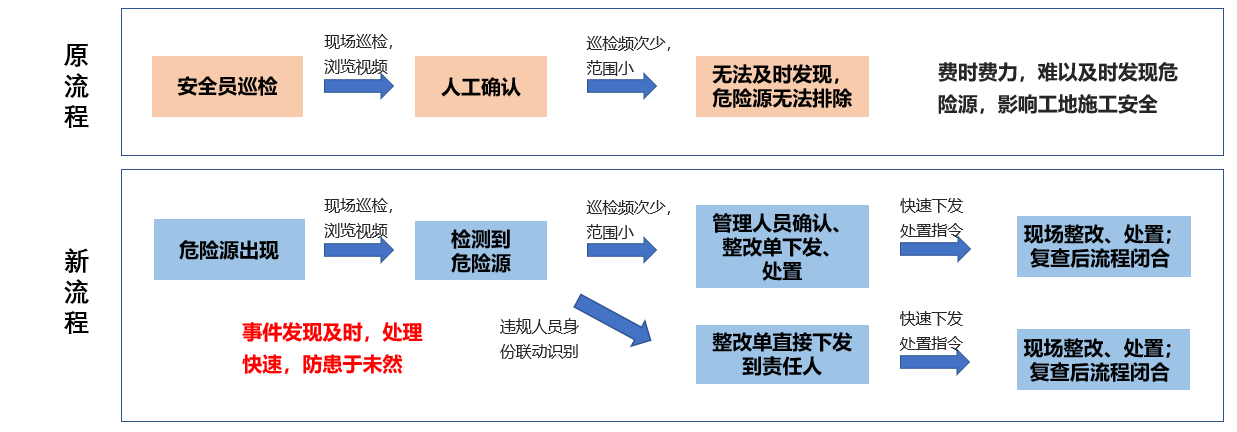 原
流
程
安全员巡检
现场巡检，
浏览视频
人工确认
巡检频次少，
范围小
无法及时发现，
危险源无法排除
费时费力，难以及时发现危
险源，影响工地施工安全
新
流
程
危险源出现
现场巡检，
浏览视频
检测到
危险源
巡检频次少，
范围小
管理人员确认、
整改单下发、
处置
快速下发
处置指令
现场整改、处置；
复查后流程闭合
事件发现及时，处理
快速，防患于未然
违规人员身
份联动识别
整改单直接下发
到责任人
快速下发
处置指令
现场整改、处置；
复查后流程闭合